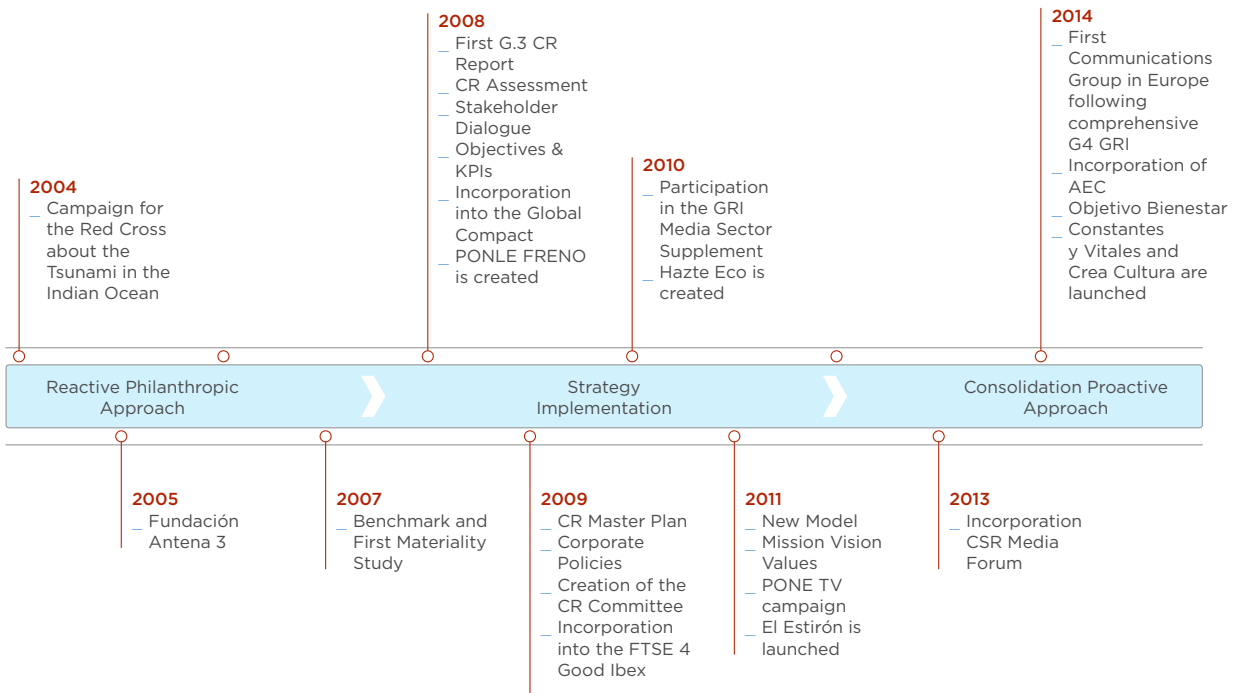 2004
_ Campaign for
the Red Cross
about the
Tsunami in the
Indian Ocean
2008
_ First G.3 CR
Report
_ CR Assessment
_ Stakeholder
Dialogue
_ Objectives &
KPIs
_ Incorporation
into the Global
Compact
_ PONLE FRENO
is created
2010
_ Participation
in the GRI
Media Sector
Supplement
_ Hazte Eco is
created
2014
_ First
Communications
Group in Europe
following
comprehensive
G4 GRI
_ Incorporation of
AEC
_ Objetivo Bienestar
_ Constantes
y Vitales and
Crea Cultura are
launched
Reactive Philanthropic
Approach
Strategy
Implementation
Consolidation Proactive
Approach
2005
_ Fundación
Antena 3
2007
_ Benchmark and
First Materiality
Study
2009
_ CR Master Plan
_ Corporate
Policies
_ Creation of the
CR Committee
_ Incorporation
into the FTSE 4
Good Ibex
2011
_ New Model
_ Mission Vision
Values
_ PONE TV
campaign
_ El Estirón is
launched
2013
_ Incorporation
CSR Media
Forum